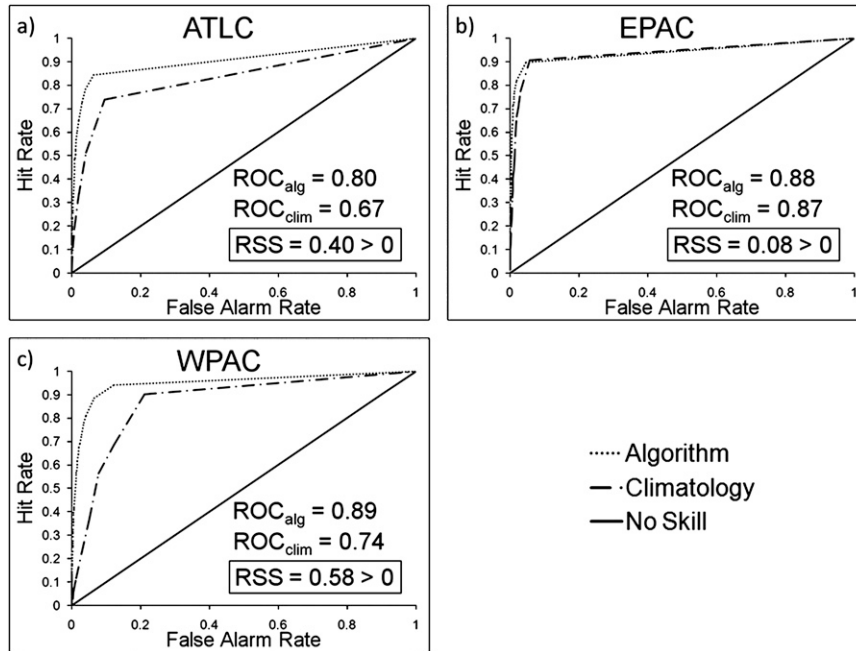 a)
ATLC
1
0.9
0.8
0.7
0.6
0.5
0.4
0.3
0.2
0.1
0
Hit Rate
ROCalg = 0.80
ROCclim = 0.67
RSS = 0.40 > 0
0 0.2 0.4 0.6 0.8 1
False Alarm Rate
b)
EPAC
1
0.9
0.8
0.7
0.6
0.5
0.4
0.3
0.2
0.1
0
Hit Rate
ROCalg = 0.88
ROCclim = 0.87
RSS = 0.08 > 0
0 0.2 0.4 0.6 0.8 1
False Alarm Rate
c)
WPAC
1
0.9
0.8
0.7
0.6
0.5
0.4
0.3
0.2
0.1
0
Hit Rate
ROCalg = 0.89
ROCclim = 0.74
RSS = 0.58 > 0
0 0.2 0.4 0.6 0.8 1
False Alarm Rate
Algorithm
Climatology
No Skill